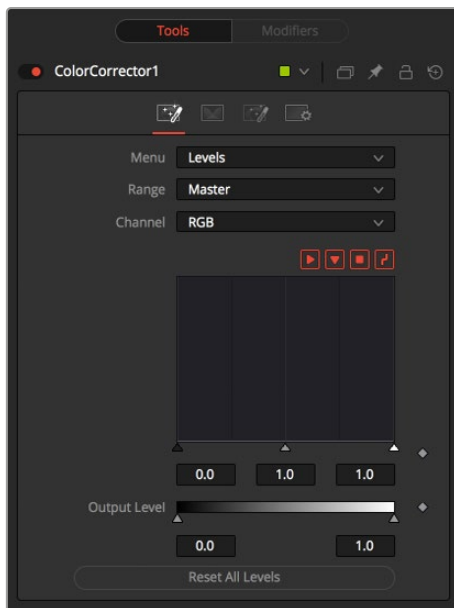 Tools Modifiers
ColorCorrector1
Menu Levels
Range Master
Channel RGB
0.0 1.0 1.0
Output Level
0.0 1.0
Reset All Levels